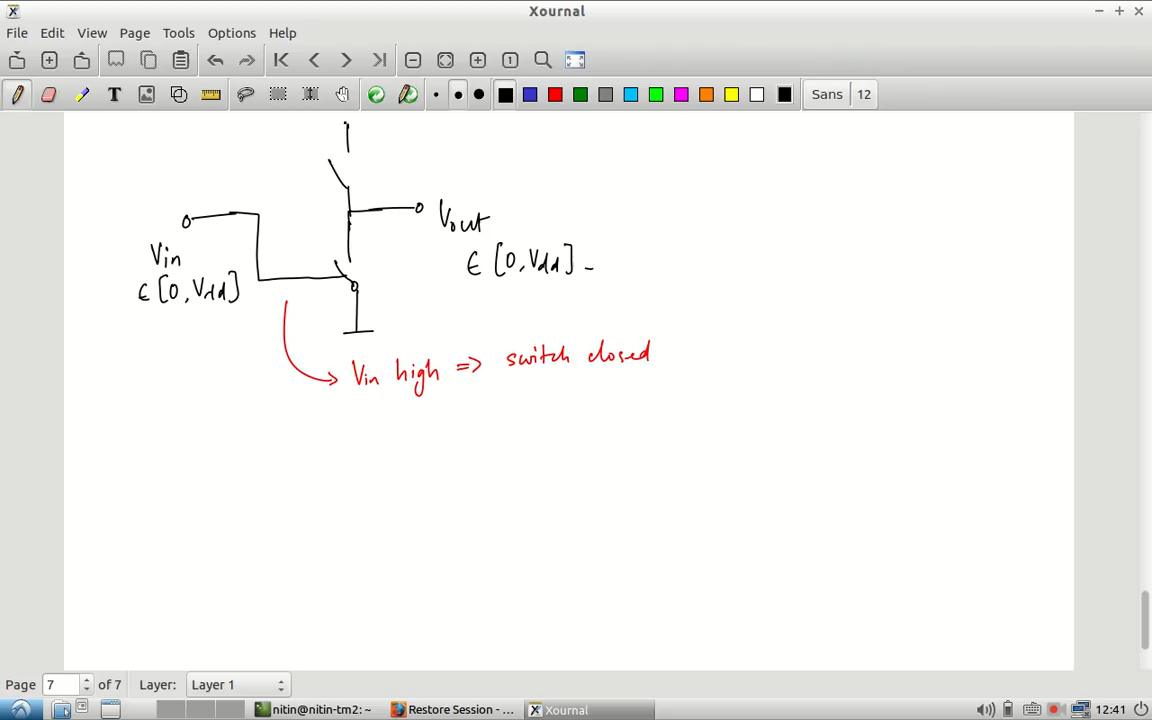 Xournal
File Edit View Page Tools Options Help
Sans 12
Vout
ϵ [0, Vdd] -
Vin
ϵ [0, Vdd]
Vin high => switch closed
Page 7 of 7 Layer: Layer 1
nitin@nitin-tm2: ~ Restore Session - ... Xournal 12:41